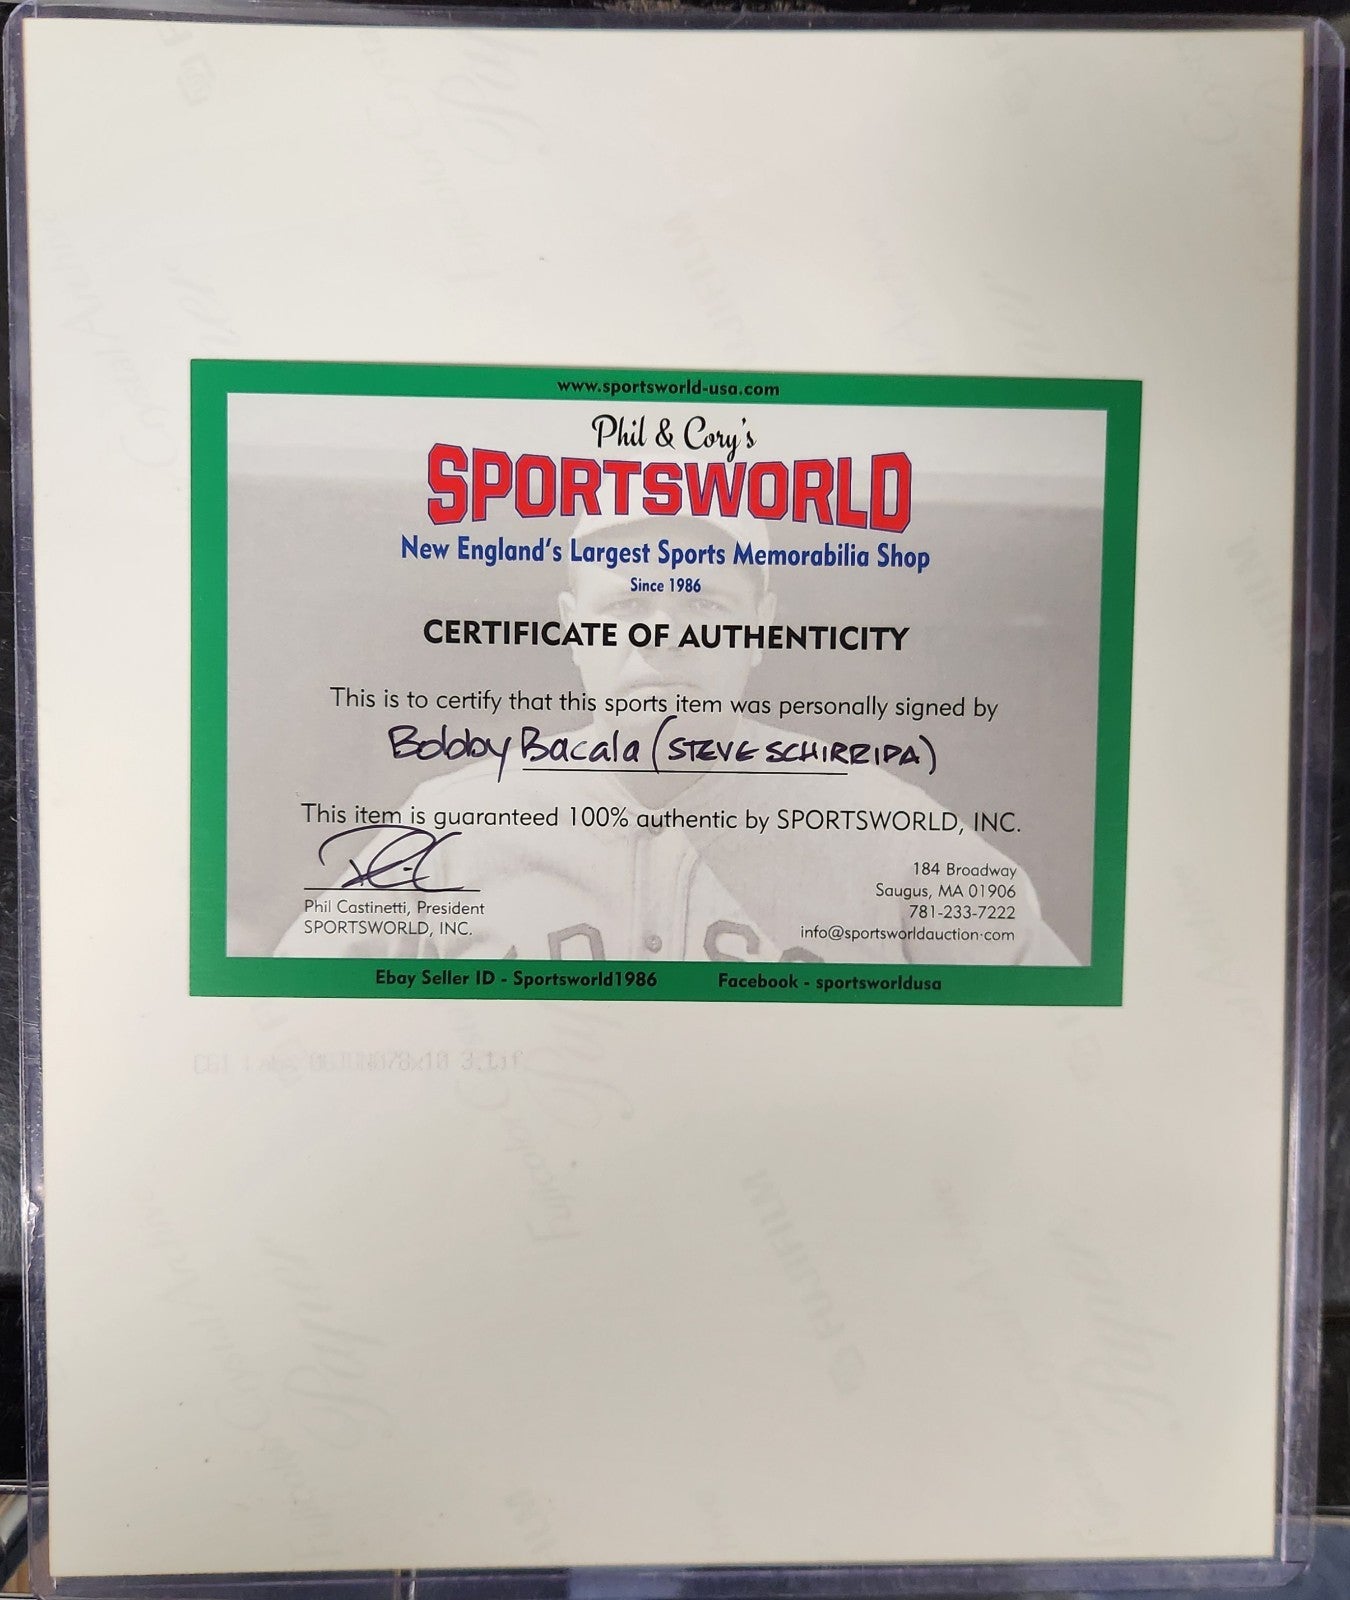 www.sportsworld-usa.com
Phil & Cory's
SPORTSWORLD
New England's Largest Sports Memorabilia Shop
Since 1986
CERTIFICATE OF AUTHENTICITY
This is to certify that this sports item was personally signed by
Bobby Bacala (STEVE SCHIRRIPA)
This item is guaranteed 100% authentic by SPORTSWORLD, INC.
Phil Castinetti, President
SPORTSWORLD, INC.
184 Broadway
Saugus, MA 01906
781-233-7222
info@sportsworldauction.com
Ebay Seller ID - Sportsworld1986 Facebook - sportsworldusa
3.tif